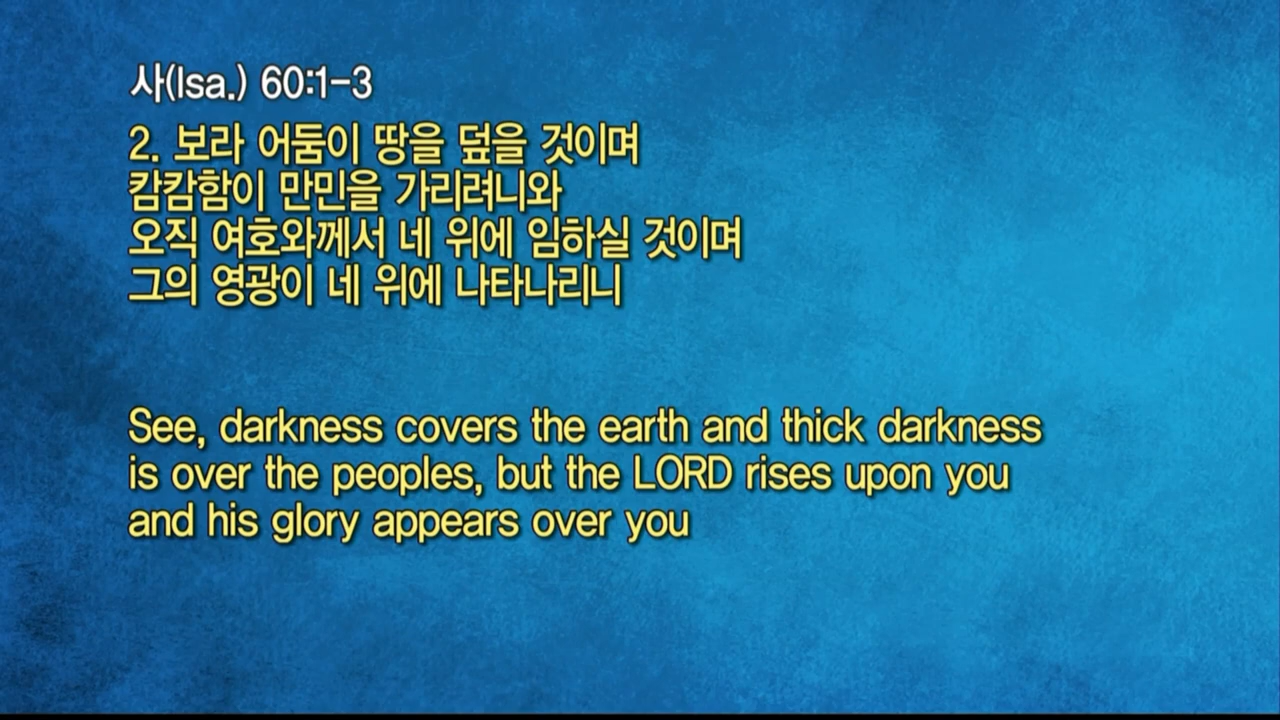 사(Isa.) 60:1-3
2. 보라 어둠이 땅을 덮을 것이며
캄캄함이 만민을 가리려니와
오직 여호와께서 네 위에 임하실 것이며
그의 영광이 네 위에 나타나리니
See, darkness covers the earth and thick darkness
is over the peoples, but the LORD rises upon you
and his glory appears over you